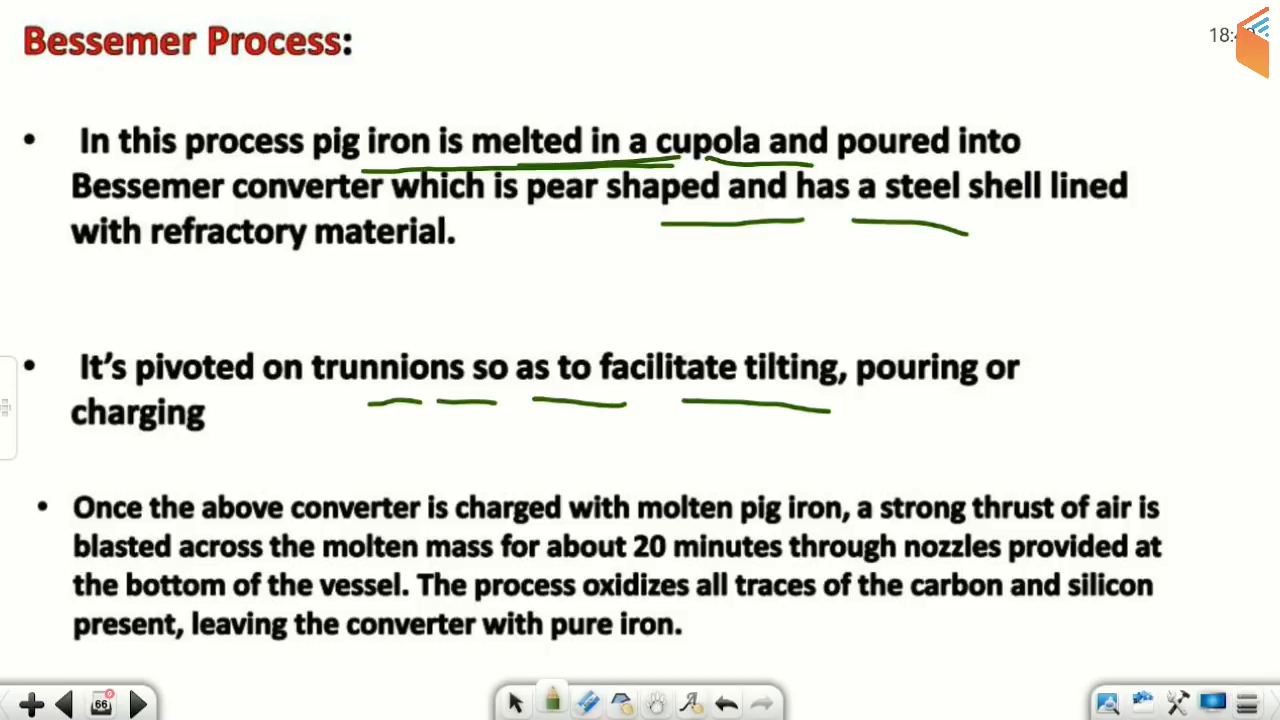 Bessemer Process:
18:4
• In this process pig iron is melted in a cupola and poured into
Bessemer converter which is pear shaped and has a steel shell lined
with refractory material.
• It’s pivoted on trunnions so as to facilitate tilting, pouring or
charging
• Once the above converter is charged with molten pig iron, a strong thrust of air is
blasted across the molten mass for about 20 minutes through nozzles provided at
the bottom of the vessel. The process oxidizes all traces of the carbon and silicon
present, leaving the converter with pure iron.
66
0